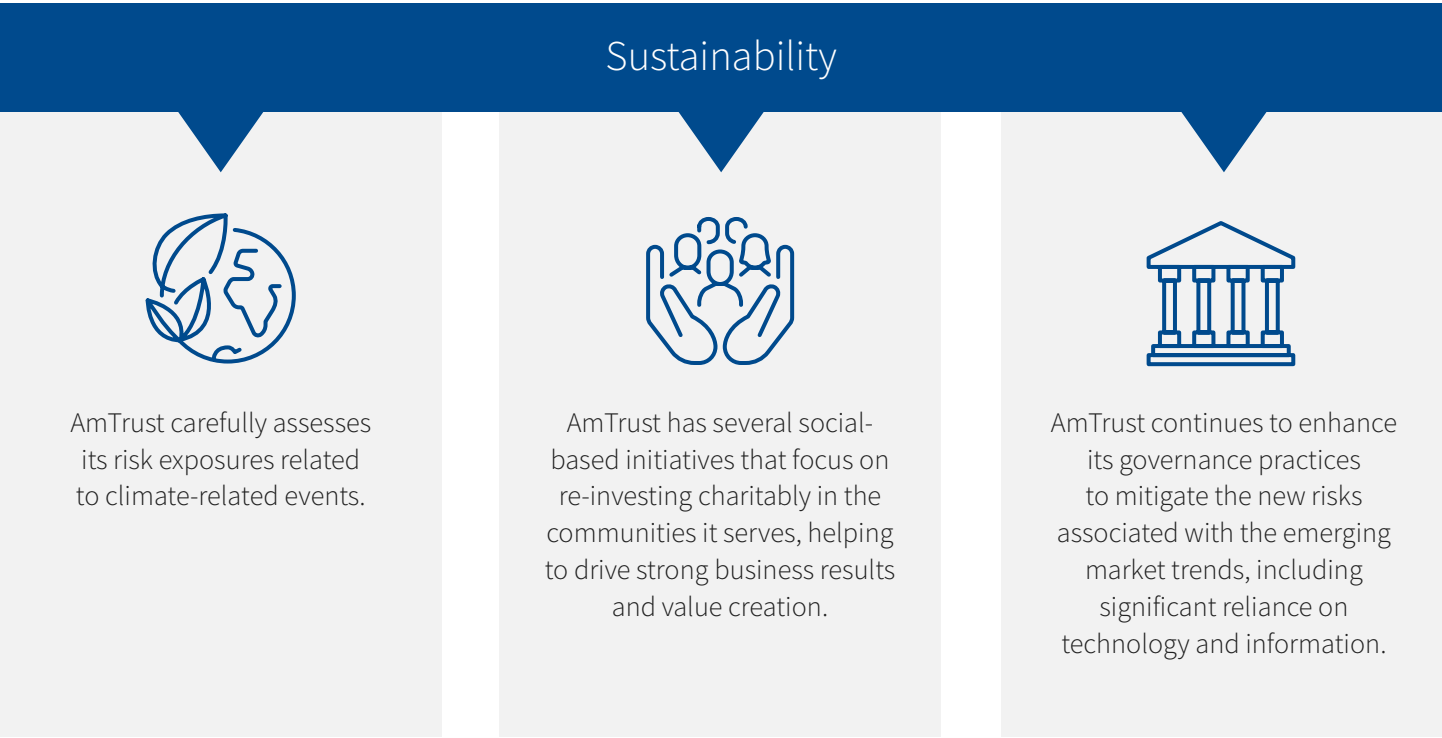 Sustainability
AmTrust carefully assesses
its risk exposures related
to climate-related events.
AmTrust has several social-
based initiatives that focus on
re-investing charitably in the
communities it serves, helping
to drive strong business results
and value creation.
AmTrust continues to enhance
its governance practices
to mitigate the new risks
associated with the emerging
market trends, including
significant reliance on
technology and information.